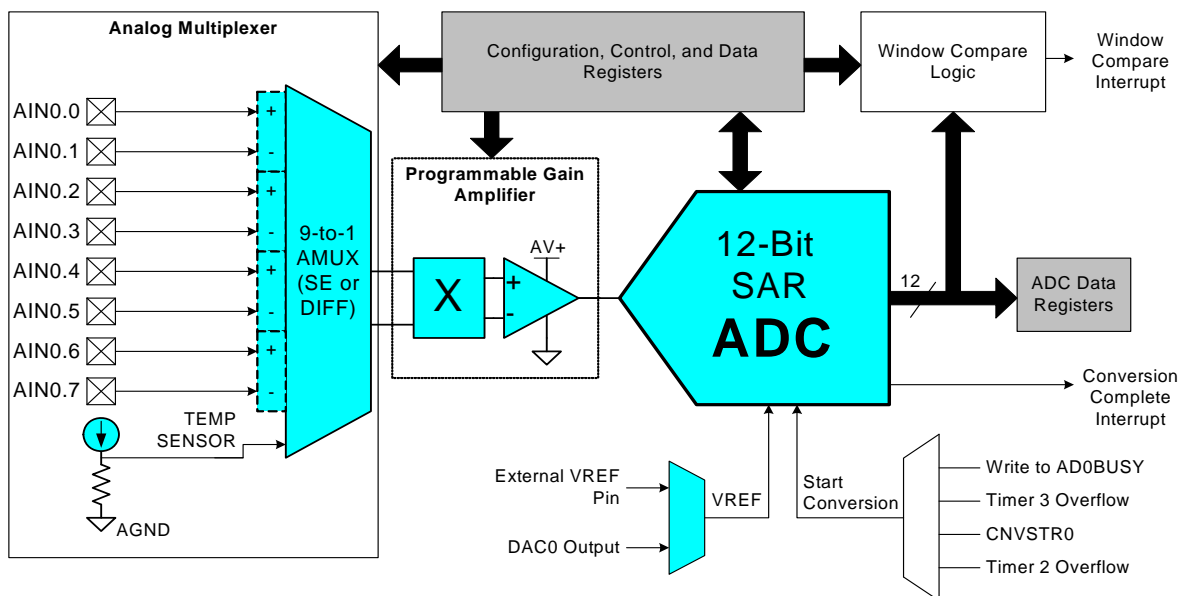 Analog Multiplexer
AIN0.0
AIN0.1
AIN0.2
AIN0.3
AIN0.4
AIN0.5
AIN0.6
AIN0.7
+
-
+
-
+
-
+
-
9-to-1
AMUX
(SE or
DIFF)
TEMP
SENSOR
AGND
Configuration, Control, and Data
Registers
Window Compare
Logic
Window
Compare
Interrupt
Programmable Gain
Amplifier
X
+
-
AV+
12-Bit
SAR
ADC
12
ADC Data
Registers
Conversion
Complete
Interrupt
External VREF
Pin
DAC0 Output
VREF
Start
Conversion
Write to AD0BUSY
Timer 3 Overflow
CNVSTR0
Timer 2 Overflow